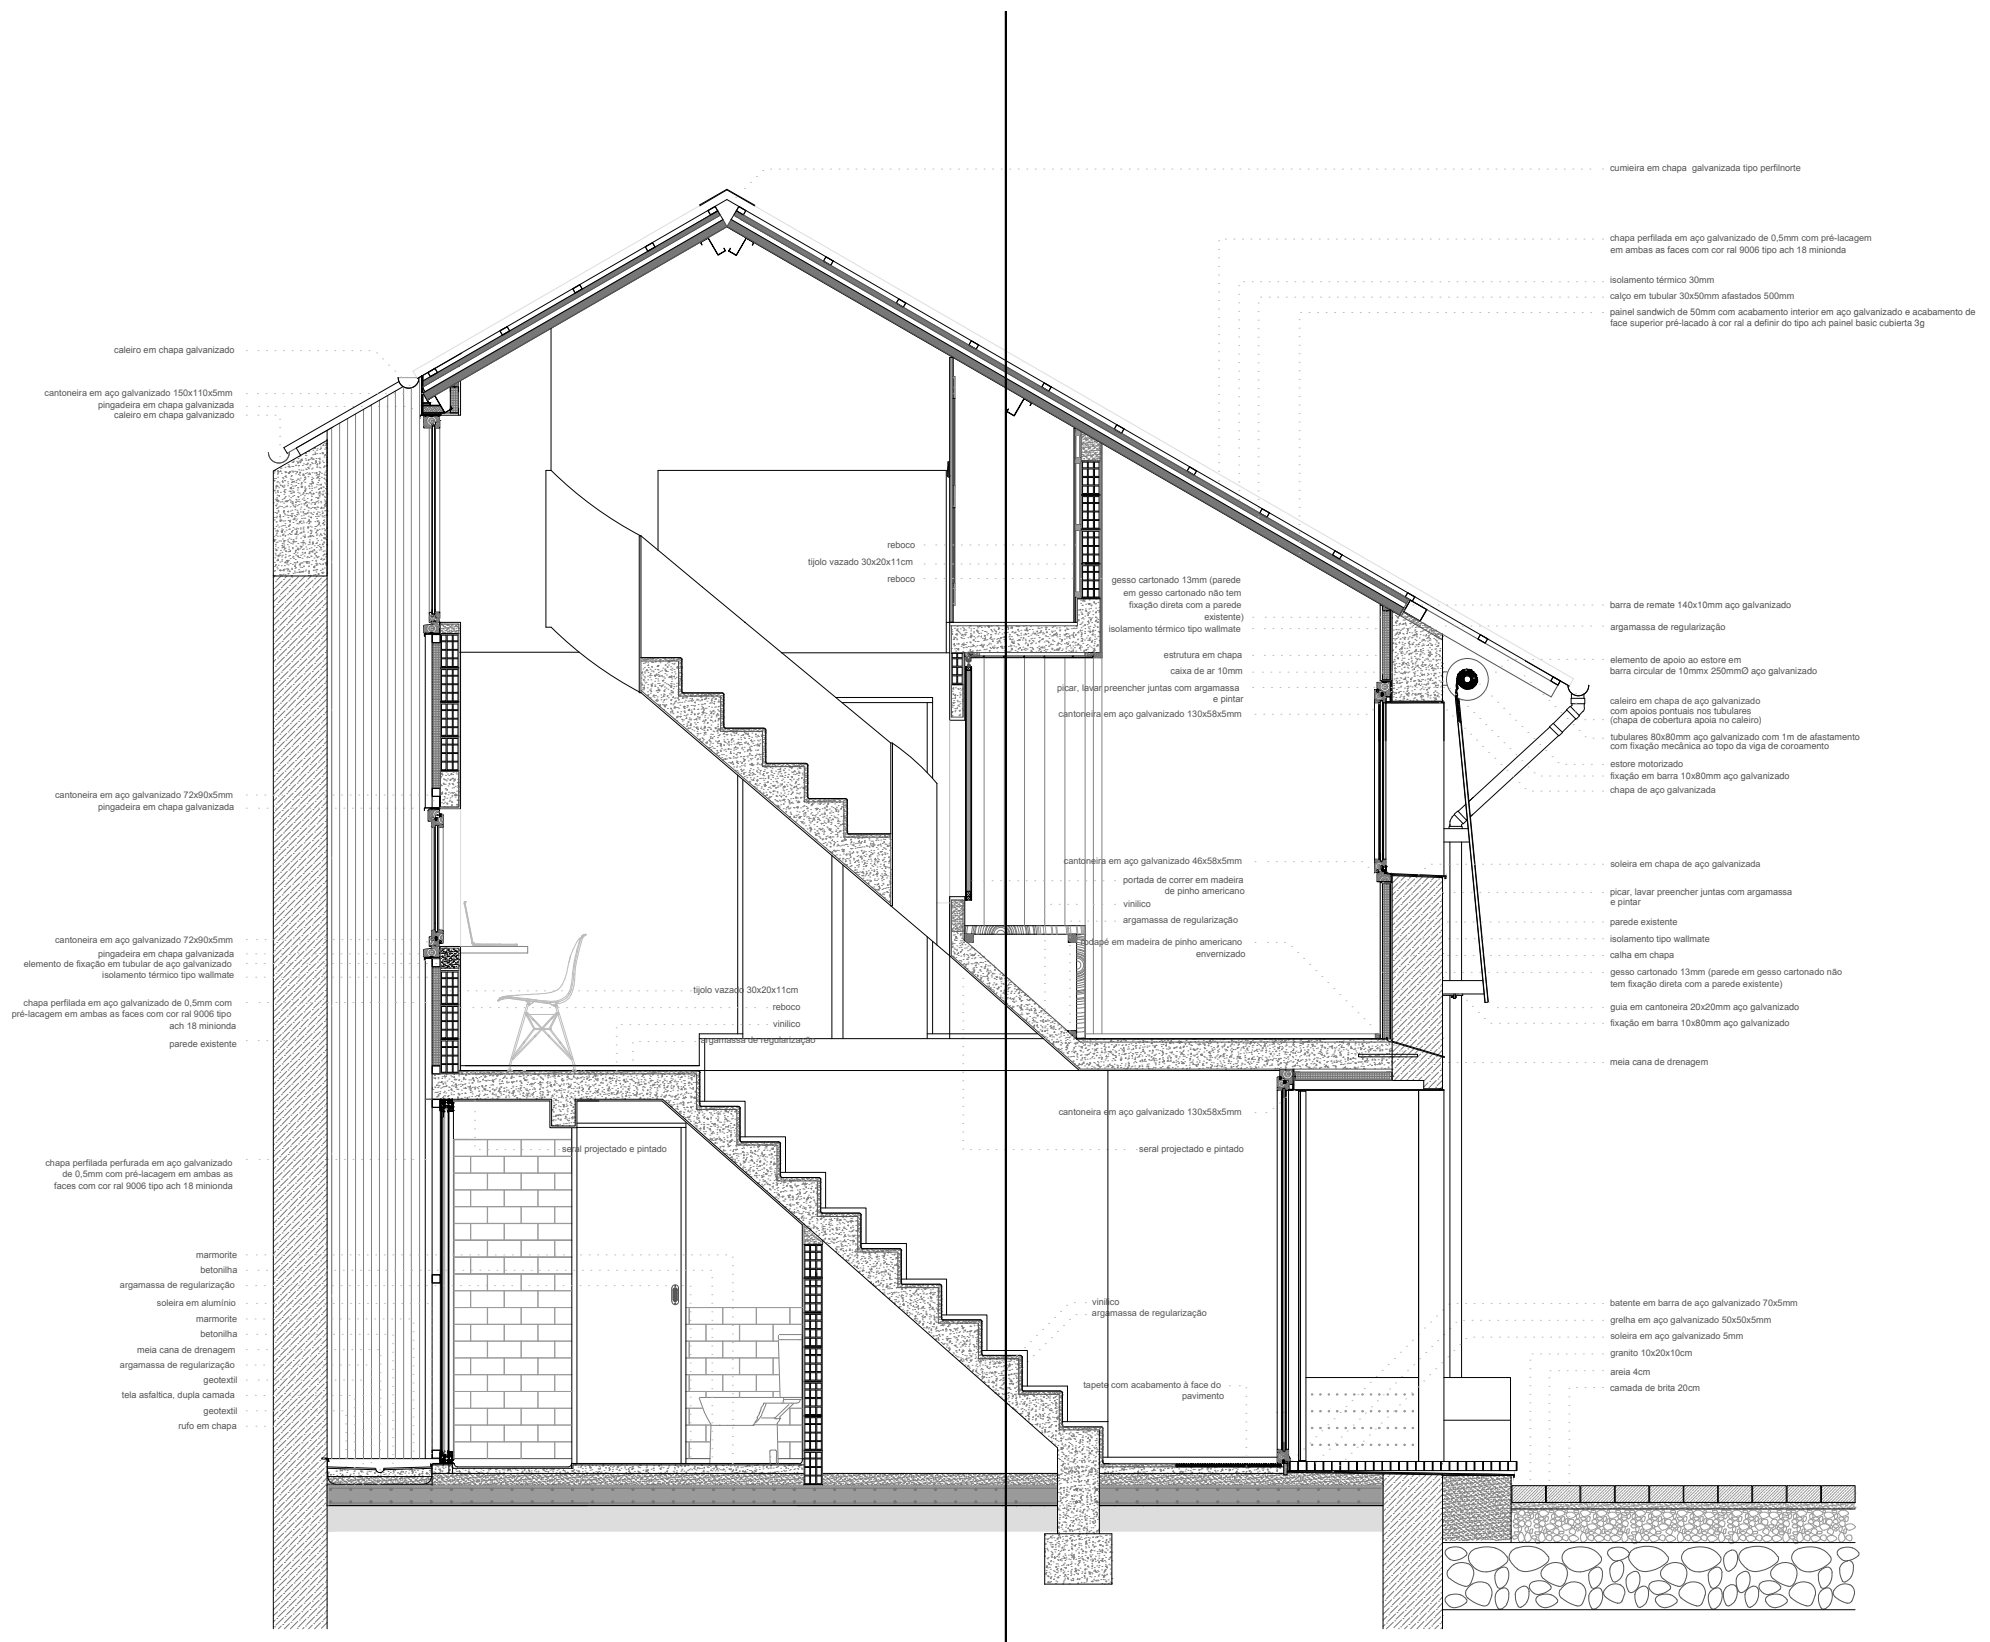 cumieira em chapa  galvanizada tipo perfilnorte
chapa perfilada em aço galvanizado de 0,5mm com pré-lacagem
em ambas as faces com cor ral 9006 tipo ach 18 minionda
isolamento térmico 30mm
calço em tubular 30x50mm afastados 500mm
painel sandwich de 50mm com acabamento interior em aço galvanizado e acabamento de
face superior pré-lacado à cor ral a definir do tipo ach painel basic cubierta 3g
caleiro em chapa galvanizado
cantoneira em aço galvanizado 150x110x5mm
pingadeira em chapa galvanizada
caleiro em chapa galvanizado
cantoneira em aço galvanizado 72x90x5mm
pingadeira em chapa galvanizada
cantoneira em aço galvanizado 72x90x5mm
pingadeira em chapa galvanizada
elemento de fixação em tubular de aço galvanizado
isolamento térmico tipo wallmate
chapa perfilada em aço galvanizado de 0,5mm com
pré-lacagem em ambas as faces com cor ral 9006 tipo
ach 18 minionda
parede existente
chapa perfilada perfurada em aço galvanizado
de 0,5mm com pré-lacagem em ambas as
faces com cor ral 9006 tipo ach 18 minionda
marmorite
betonilha
argamassa de regularização
soleira em alumínio
marmorite
betonilha
meia cana de drenagem
argamassa de regularização
geotextil
tela asfaltica, dupla camada
geotextil
rufo em chapa
reboco
tijolo vazado 30x20x11cm
reboco
tijolo vazado 30x20x11cm
reboco
vinilico
argamassa de regularização
seral projectado e pintado
gesso cartonado 13mm (parede
em gesso cartonado não tem
fixação direta com a parede
existente)
isolamento térmico tipo wallmate
estrutura em chapa
caixa de ar 10mm
picar, lavar preencher juntas com argamassa
e pintar
cantoneira em aço galvanizado 130x58x5mm
cantoneira em aço galvanizado 46x58x5mm
portada de correr em madeira
de pinho americano
vinilico
argamassa de regularização
rodapé em madeira de pinho americano
envernizado
cantoneira em aço galvanizado 130x58x5mm
seral projectado e pintado
vinilico
argamassa de regularização
tapete com acabamento à face do
pavimento
barra de remate 140x10mm aço galvanizado
argamassa de regularização
elemento de apoio ao estore em
barra circular de 10mmx 250mmØ aço galvanizado
caleiro em chapa de aço galvanizado
com apoios pontuais nos tubulares
(chapa de cobertura apoia no caleiro)
tubulares 80x80mm aço galvanizado com 1m de afastamento
com fixação mecânica ao topo da viga de coroamento
estore motorizado
fixação em barra 10x80mm aço galvanizado
chapa de aço galvanizada
soleira em chapa de aço galvanizada
picar, lavar preencher juntas com argamassa
e pintar
parede existente
isolamento tipo wallmate
calha em chapa
gesso cartonado 13mm (parede em gesso cartonado não
tem fixação direta com a parede existente)
guia em cantoneira 20x20mm aço galvanizado
fixação em barra 10x80mm aço galvanizado
meia cana de drenagem
batente em barra de aço galvanizado 70x5mm
grelha em aço galvanizado 50x50x5mm
soleira em aço galvanizado 5mm
granito 10x20x10cm
areia 4cm
camada de brita 20cm